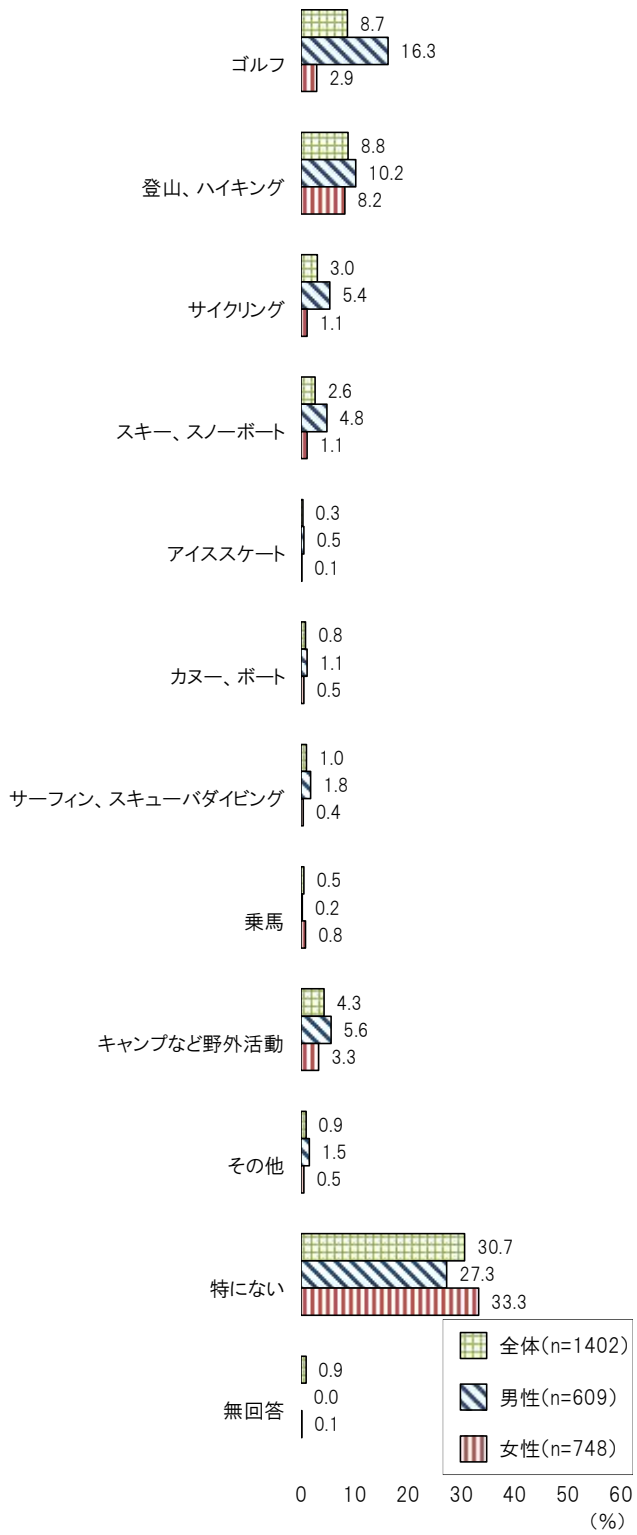 8.7
ゴルフ
16.3
2.9
8.8
登山、ハイキング
10.2
8.2
3.0
サイクリング
5.4
1.1
2.6
スキー、スノーボート
4.8
1.1
0.3
アイススケート
0.5
0.1
0.8
カヌー、ボート
1.1
0.5
1.0
サーフィン、スキューバダイビング
1.8
0.4
0.5
乗馬
0.2
0.8
4.3
キャンプなど野外活動
5.6
3.3
0.9
その他
1.5
0.5
30.7
特にない
27.3
33.3
0.9
無回答
0.0
0.1
全体(n=1402)
男性(n=609)
女性(n=748)
0 10 20 30 40 50 60
(%)